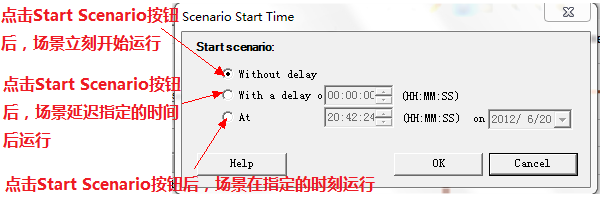 点击Start Scenario按钮
后，场景立刻开始运行
点击Start Scenario按钮
后，场景延迟指定的时间
后运行
点击Start Scenario按钮后，场景在指定的时刻运行
Scenario Start Time
Start scenario:
Without delay
With a delay o 00:00:00 (HH:MM:SS)
At 20:42:24 (HH:MM:SS) on 2012/ 6/20
Help OK Cancel